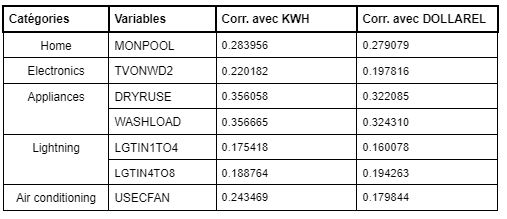 Catégories Variables Corr. avec KWH Corr. avec DOLLAREL
Home MONPOOL 0.283956 0.279079
Electronics TVONWD2 0.220182 0.197816
Appliances DRYRUSE 0.356058 0.322085
WASHLOAD 0.356665 0.324310
Lightning LGTIN1TO4 0.175418 0.160078
LGTIN4TO8 0.188764 0.194263
Air conditioning USECFAN 0.243469 0.179844